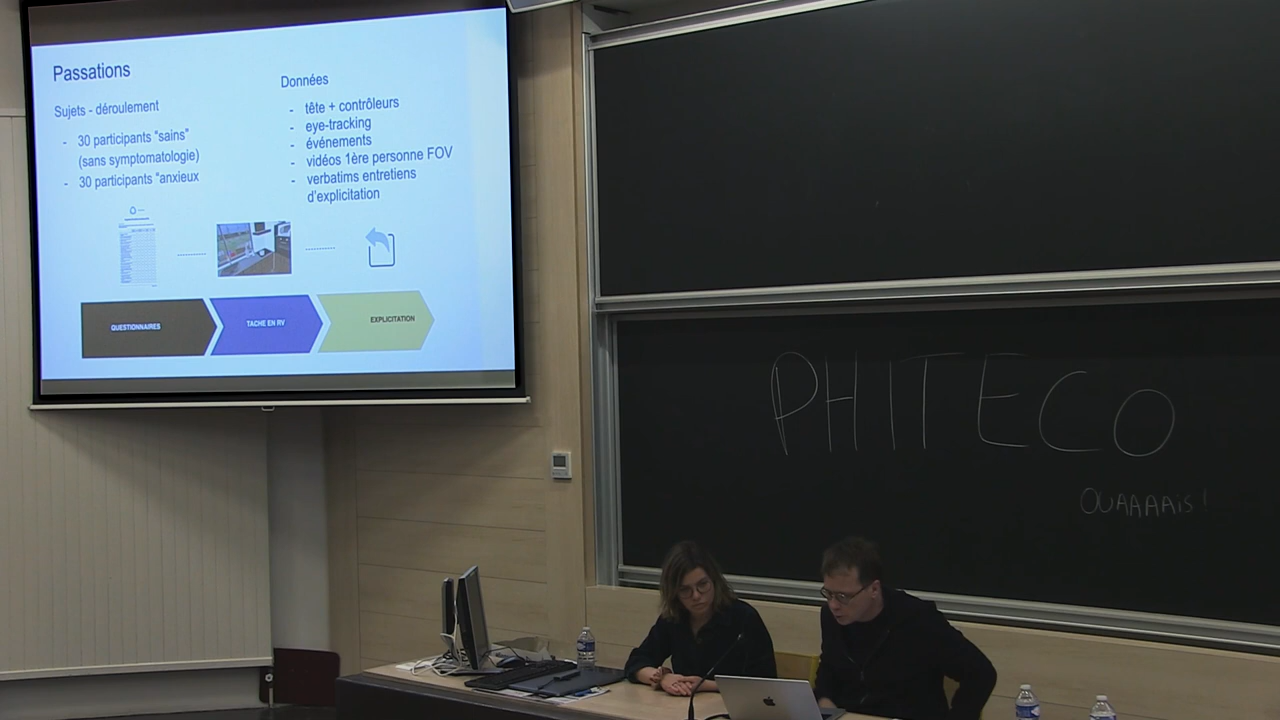 Passations
Sujets - déroulement
- 30 participants "sains"
(sans symptomatologie)
- 30 participants "anxieux
Données
- tête + contrôleurs
- eye-tracking
- événements
- vidéos 1ère personne FOV
- verbatims entretiens
d'explicitation
QUESTIONNAIRES
TACHE EN RV
EXPLICITATION
PHITECO
OUAAAAis !